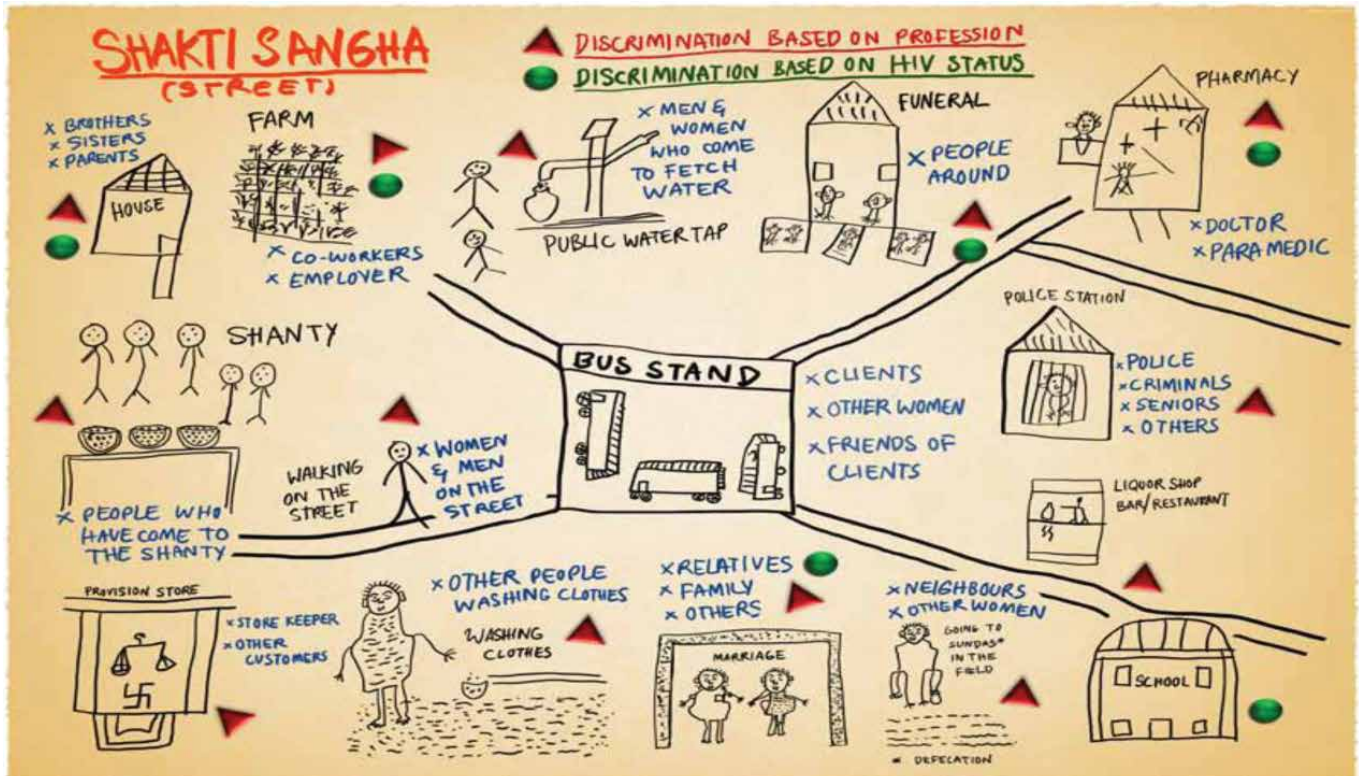 SHAKTI SANGHA
(STREET)
DISCRIMINATION BASED ON PROFESSION
DISCRIMINATION BASED ON HIV STATUS
× BROTHERS
× SISTERS
× PARENTS
HOUSE
FARM
× CO-WORKERS
× EMPLOYER
× MEN &
WOMEN
WHO COME
TO FETCH
WATER
PUBLIC WATER TAP
FUNERAL
× PEOPLE
AROUND
PHARMACY
× DOCTOR
× PARAMEDIC
SHANTY
× PEOPLE WHO
HAVE COME TO
THE SHANTY
WALKING
ON THE
STREET
× WOMEN
& MEN
ON THE
STREET
BUS STAND
× CLIENTS
× OTHER WOMEN
× FRIENDS OF
CLIENTS
POLICE STATION
× POLICE
× CRIMINALS
× SENIORS
× OTHERS
LIQUOR SHOP
BAR/RESTAURANT
PROVISION STORE
× STORE KEEPER
× OTHER
CUSTOMERS
× OTHER PEOPLE
WASHING CLOTHES
WASHING
CLOTHES
× RELATIVES
× FAMILY
× OTHERS
MARRIAGE
× NEIGHBOURS
× OTHER WOMEN
GOING TO
SUNDAS*
IN THE
FIELD
* DEFECATION
SCHOOL